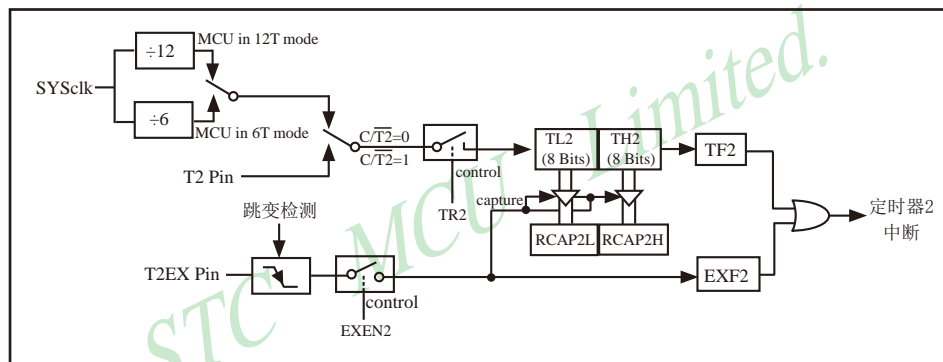 ÷12
MCU in 12T mode
SYSclk
÷6
MCU in 6T mode
C/T2=0
C/T2=1
T2 Pin
control
TR2
TL2
(8 Bits)
TH2
(8 Bits)
TF2
capture
RCAP2L
RCAP2H
跳变检测
T2EX Pin
control
EXEN2
EXF2
定时器2
中断
STC MCU Limited.